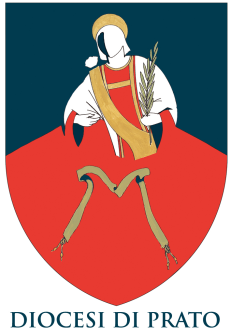 DIOCESI DI PRATO